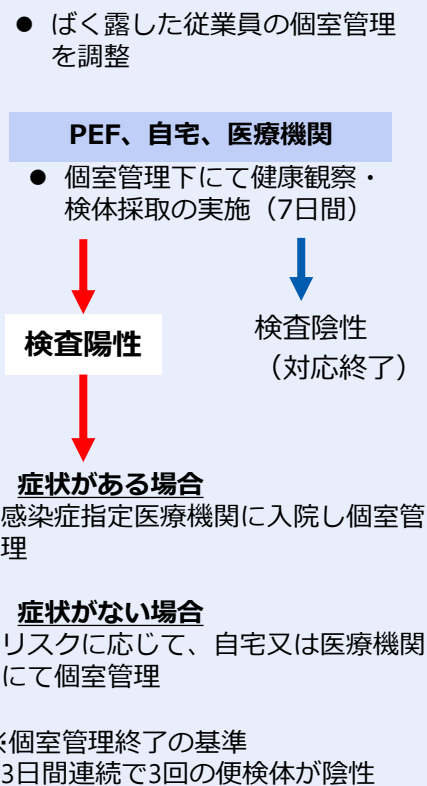 ● ばく露した従業員の個室管理
を調整
PEF、自宅、医療機関
● 個室管理下にて健康観察・
検体採取の実施（7日間）
検査陽性
検査陰性
（対応終了）
症状がある場合
感染症指定医療機関に入院し個室管
理
症状がない場合
リスクに応じて、自宅又は医療機関
にて個室管理
※個室管理終了の基準
3日間連続で3回の便検体が陰性